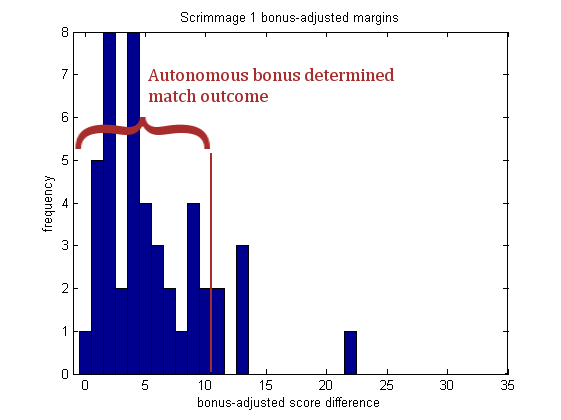 Scrimmage 1 bonus-adjusted margins
Autonomous bonus determined
match outcome
8
7
6
5
4
3
2
1
0
frequency
0 5 10 15 20 25 30 35
bonus-adjusted score difference